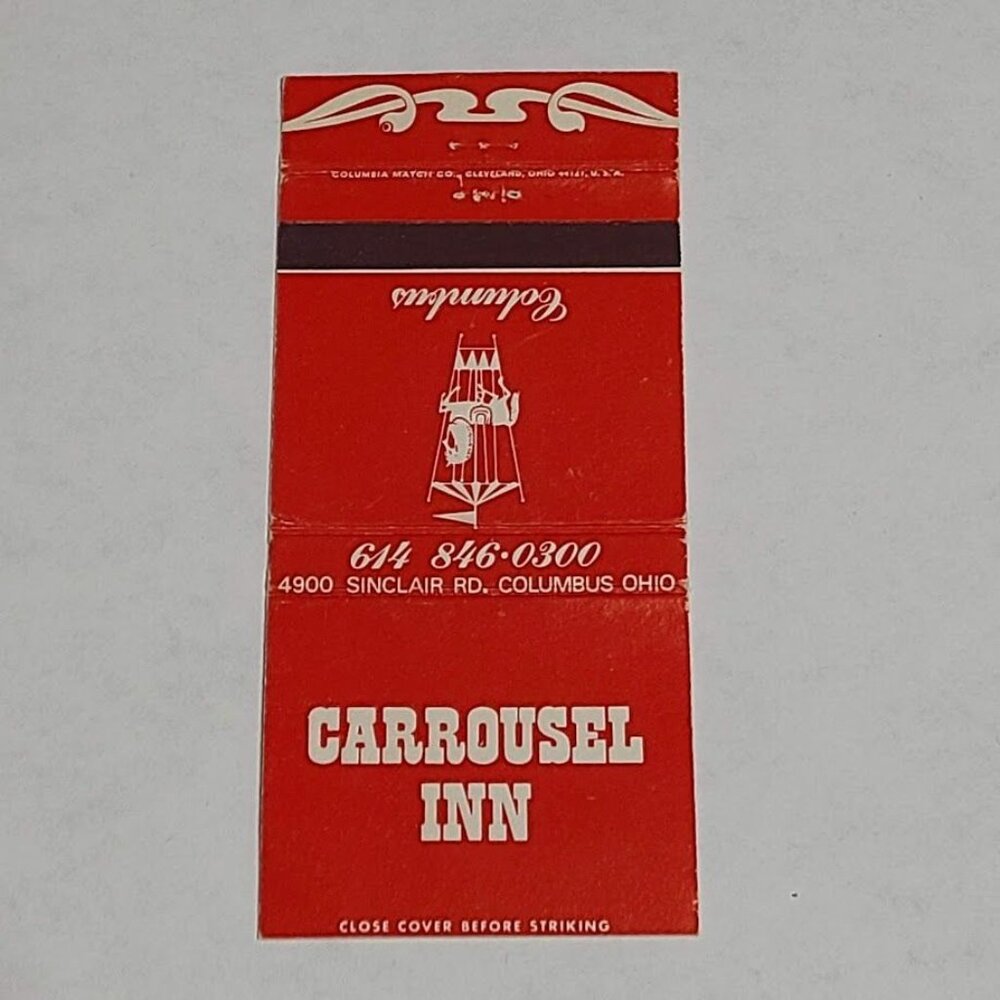 COLUMBIA MATCH CO., CLEVELAND, OHIO 44121, U. S. A.
Columbus
614 846-0300
4900 SINCLAIR RD. COLUMBUS OHIO
CARROUSEL
INN
CLOSE COVER BEFORE STRIKING